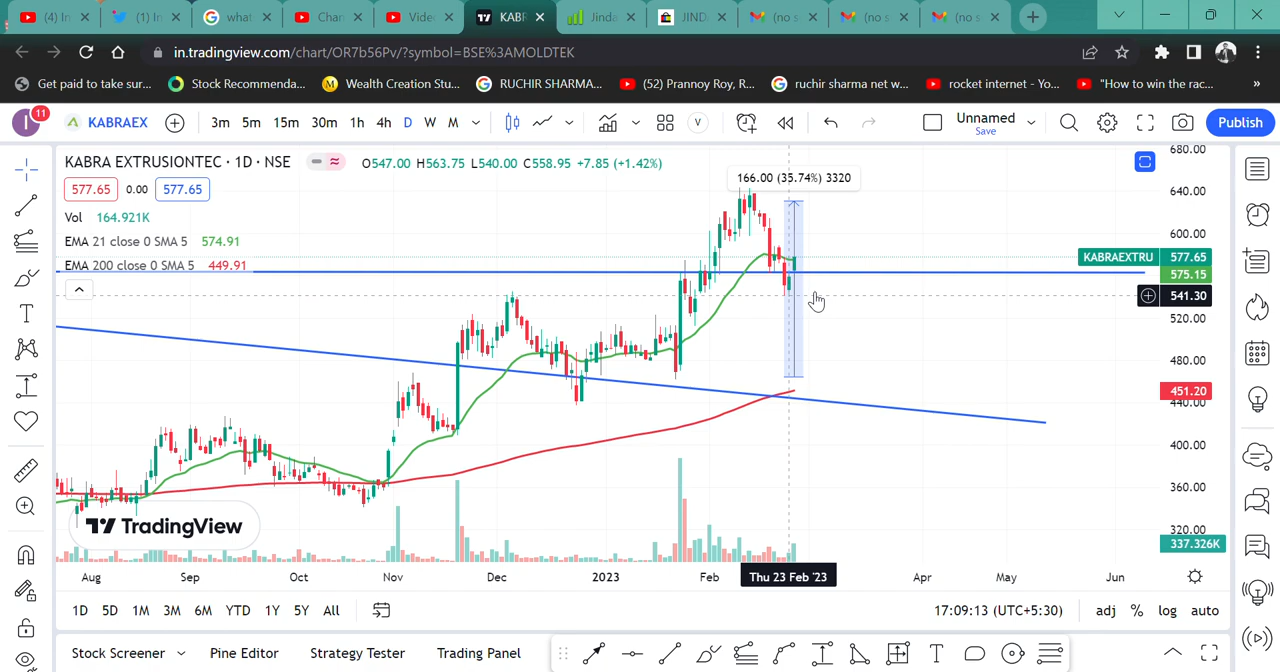 (4) In
(1) In
what
Chan
Vide
KABR
Jinda
JIND
(no s
(no s
(no s
in.tradingview.com/chart/OR7b56Pv/?symbol=BSE%3AMOLDTEK
Get paid to take sur...
Stock Recommenda...
Wealth Creation Stu...
RUCHIR SHARMA...
(52) Prannoy Roy, R...
ruchir sharma net w...
rocket internet - Yo...
"How to win the rac...
»
I
11
KABRAEX
3m
5m
15m
30m
1h
4h
D
W
M
V
Unnamed
Save
Publish
KABRA EXTRUSIONTEC · 1D · NSE
O547.00 H563.75 L540.00 C558.95 +7.85 (+1.42%)
577.65
0.00
577.65
Vol 164.921K
EMA 21 close 0 SMA 5 574.91
EMA 200 close 0 SMA 5 449.91
166.00 (35.74%) 3320
680.00
640.00
600.00
KABRAEXTRU
577.65
575.15
541.30
520.00
480.00
451.20
440.00
400.00
360.00
320.00
337.326K
TradingView
Aug
Sep
Oct
Nov
Dec
2023
Feb
Thu 23 Feb '23
Apr
May
Jun
1D
5D
1M
3M
6M
YTD
1Y
5Y
All
17:09:13 (UTC+5:30)
adj
%
log
auto
Stock Screener
Pine Editor
Strategy Tester
Trading Panel